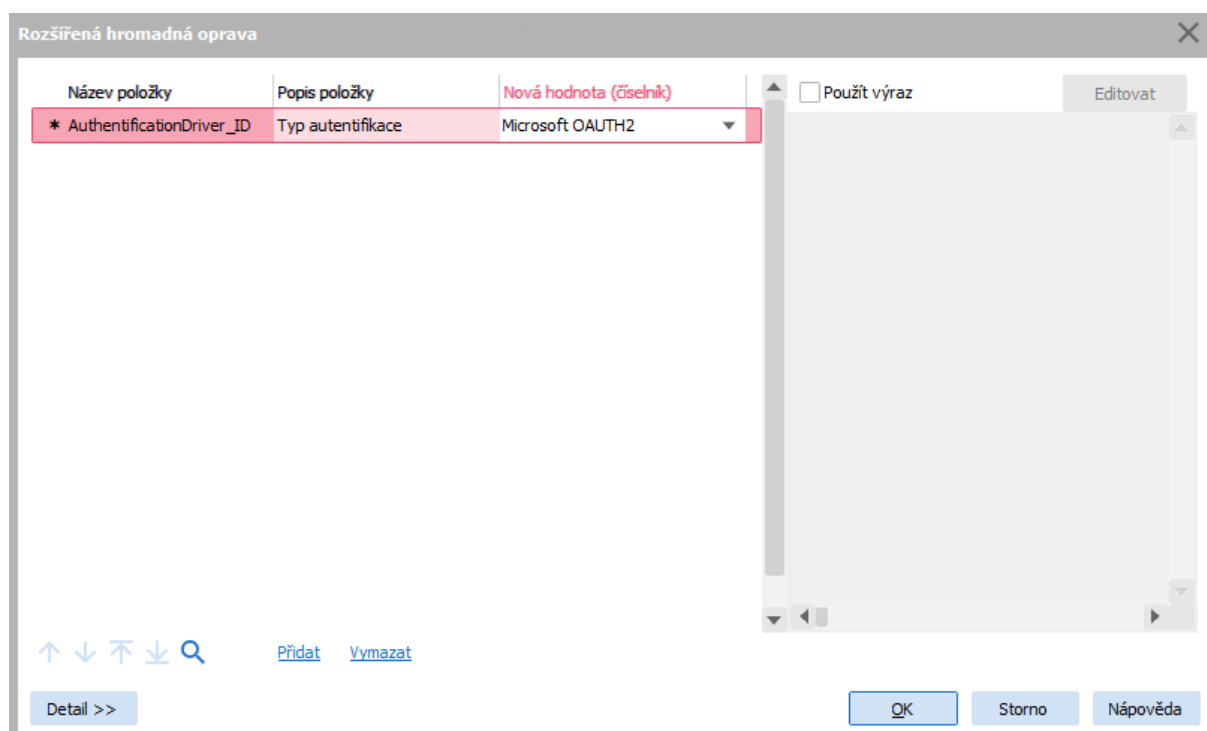 Rozšířená hromadná oprava
Název položky Popis položky Nová hodnota (číselník)
* AuthentificationDriver_ID Typ autentifikace Microsoft OAUTH2
Použít výraz Editovat
Přidat Vymazat
Detail >> OK Storno Nápověda